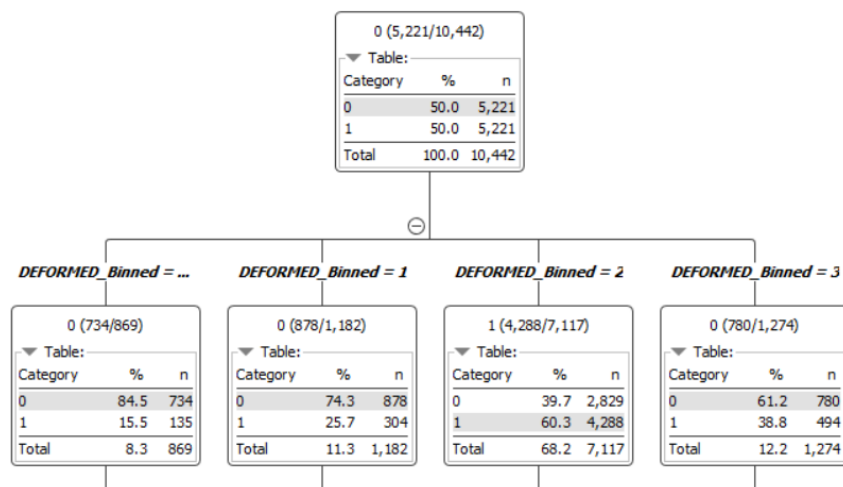 0 (5,221/10,442)
Table:
Category % n
0 50.0 5,221
1 50.0 5,221
Total 100.0 10,442
DEFORMED_Binned = ...
0 (734/869)
Table:
Category % n
0 84.5 734
1 15.5 135
Total 8.3 869
DEFORMED_Binned = 1
0 (878/1,182)
Table:
Category % n
0 74.3 878
1 25.7 304
Total 11.3 1,182
DEFORMED_Binned = 2
1 (4,288/7,117)
Table:
Category % n
0 39.7 2,829
1 60.3 4,288
Total 68.2 7,117
DEFORMED_Binned = 3
0 (780/1,274)
Table:
Category % n
0 61.2 780
1 38.8 494
Total 12.2 1,274